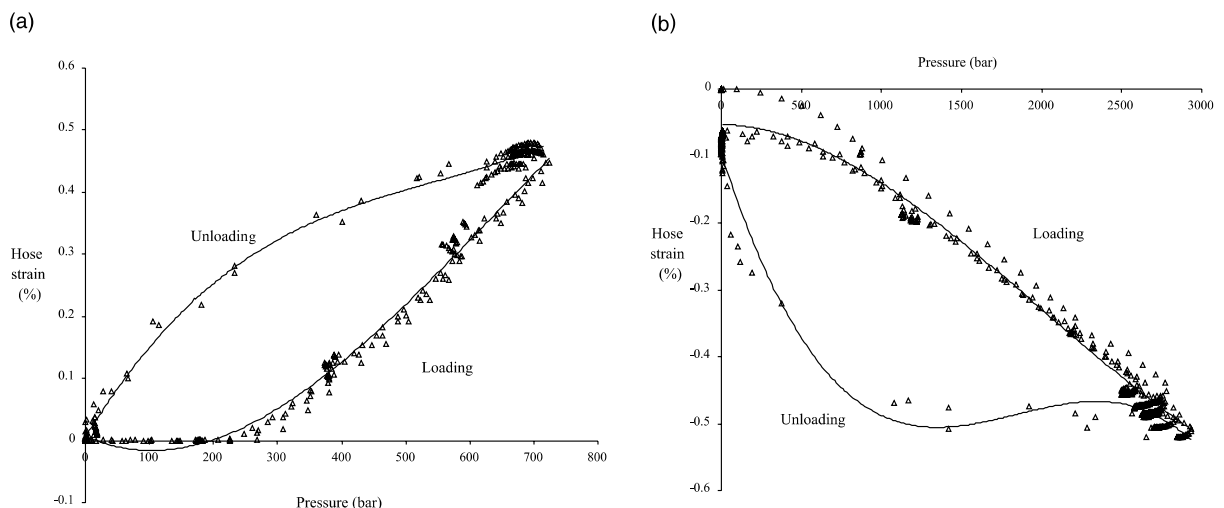 (a)
0.6
0.5
0.4
0.3
0.2
0.1
0
-0.1
Hose
strain
(%)
Unloading
Loading
0 100 200 300 400 500 600 700 800
Pressure (bar)
(b)
Pressure (bar)
0 500 1000 1500 2000 2500 3000
0
-0.1
-0.2
-0.3
-0.4
-0.5
-0.6
Hose
strain
(%)
Loading
Unloading